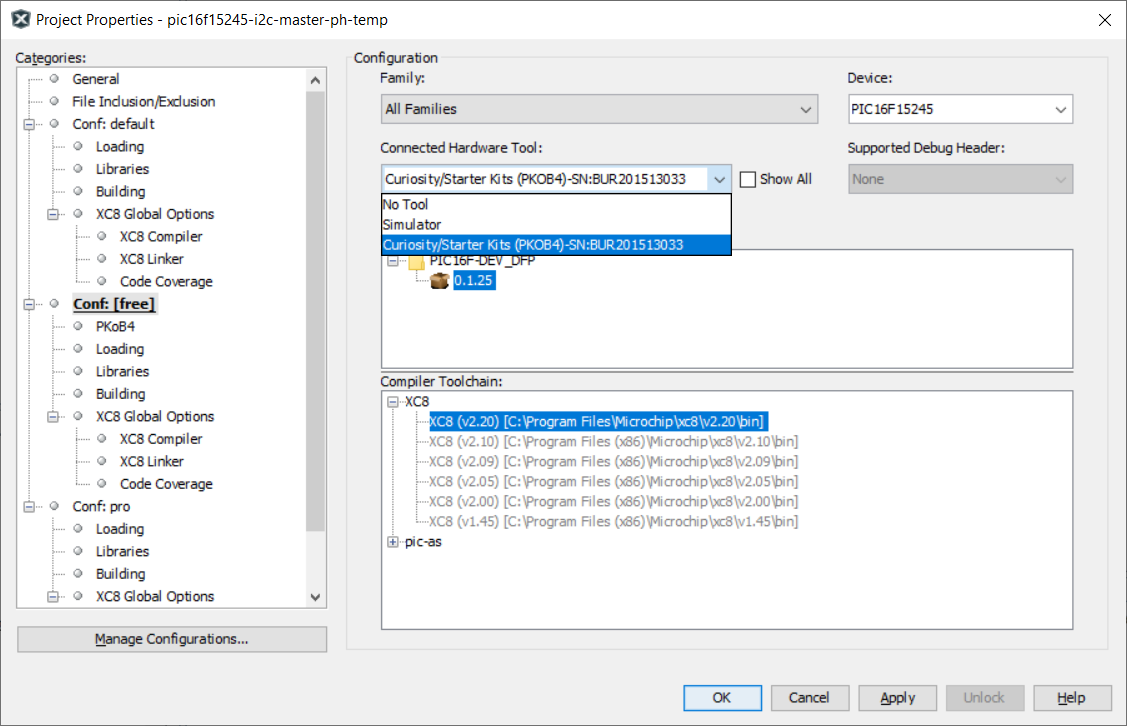 Project Properties - pic16f15245-i2c-master-ph-temp
Categories:
General
File Inclusion/Exclusion
Conf: default
Loading
Libraries
Building
XC8 Global Options
XC8 Compiler
XC8 Linker
Code Coverage
Conf: [free]
PKoB4
Loading
Libraries
Building
XC8 Global Options
XC8 Compiler
XC8 Linker
Code Coverage
Conf: pro
Loading
Libraries
Building
XC8 Global Options
Manage Configurations...
Configuration
Family:
All Families
Device:
PIC16F15245
Connected Hardware Tool:
Curiosity/Starter Kits (PKOB4)-SN:BUR201513033
Show All
Supported Debug Header:
None
No Tool
Simulator
Curiosity/Starter Kits (PKOB4)-SN:BUR201513033
PIC16F-DEV_DFP
0.1.25
Compiler Toolchain:
XC8
XC8 (v2.20) [C:\Program Files\Microchip\xc8\v2.20\bin]
XC8 (v2.10) [C:\Program Files (x86)\Microchip\xc8\v2.10\bin]
XC8 (v2.09) [C:\Program Files (x86)\Microchip\xc8\v2.09\bin]
XC8 (v2.05) [C:\Program Files (x86)\Microchip\xc8\v2.05\bin]
XC8 (v2.00) [C:\Program Files (x86)\Microchip\xc8\v2.00\bin]
XC8 (v1.45) [C:\Program Files (x86)\Microchip\xc8\v1.45\bin]
pic-as
OK
Cancel
Apply
Unlock
Help